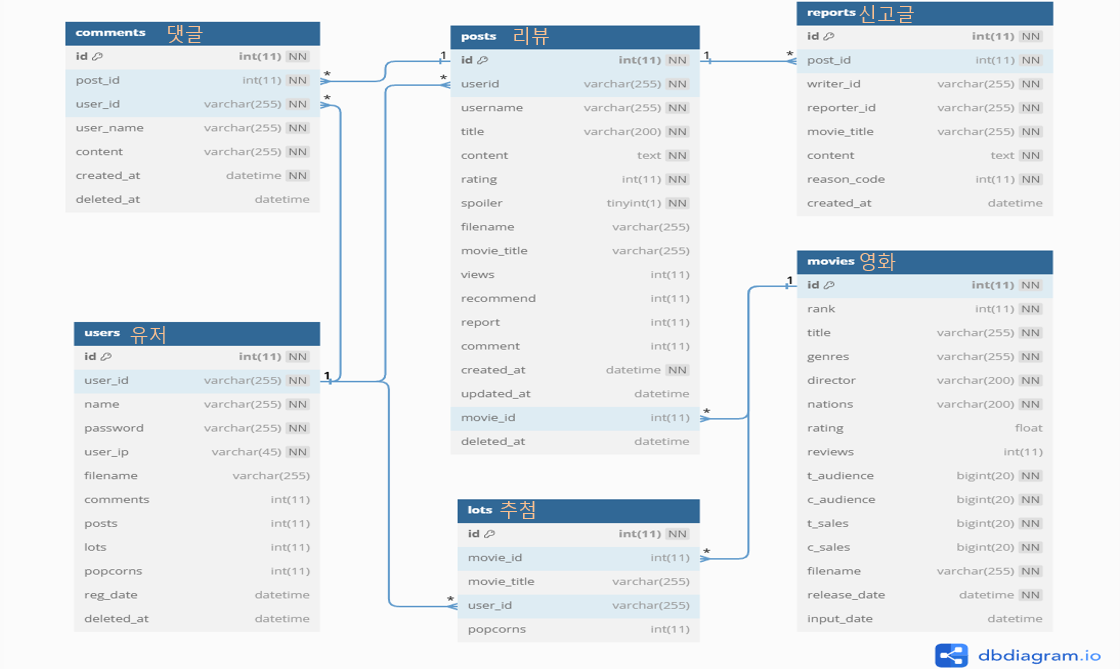 comments 댓글
id int(11) NN
post_id int(11) NN
user_id varchar(255) NN
user_name varchar(255) NN
content varchar(255) NN
created_at datetime NN
deleted_at datetime
users 유저
id int(11) NN
user_id varchar(255) NN
name varchar(255) NN
password varchar(255) NN
user_ip varchar(45) NN
filename varchar(255)
comments int(11)
posts int(11)
lots int(11)
popcorns int(11)
reg_date datetime
deleted_at datetime
posts 리뷰
id int(11) NN
userid varchar(255) NN
username varchar(255) NN
title varchar(200) NN
content text NN
rating int(11) NN
spoiler tinyint(1) NN
filename varchar(255)
movie_title varchar(255)
views int(11)
recommend int(11)
report int(11)
comment int(11)
created_at datetime NN
updated_at datetime
movie_id int(11)
deleted_at datetime
lots 추첨
id int(11) NN
movie_id int(11)
movie_title varchar(255)
user_id varchar(255)
popcorns int(11)
reports 신고글
id int(11) NN
post_id int(11) NN
writer_id varchar(255) NN
reporter_id varchar(255) NN
movie_title varchar(255) NN
content text NN
reason_code int(11) NN
created_at datetime
movies 영화
id int(11) NN
rank int(11) NN
title varchar(255) NN
genres varchar(255) NN
director varchar(200) NN
nations varchar(200) NN
rating float
reviews int(11)
t_audience bigint(20) NN
c_audience bigint(20) NN
t_sales bigint(20) NN
c_sales bigint(20) NN
filename varchar(255) NN
release_date datetime NN
input_date datetime
* 1
* *
1 *
1
*
1
*
*
dbdiagram.io